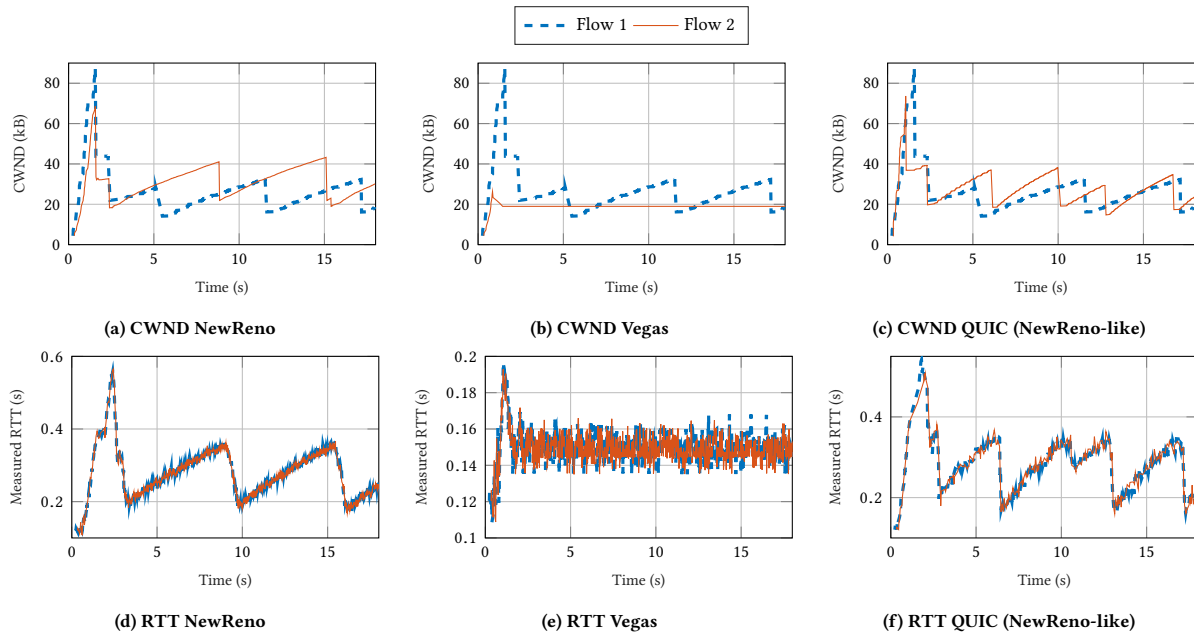 Flow 1 Flow 2
80
60
40
20
0
CWND (kB)
0 5 10 15
Time (s)
(a) CWND NewReno
80
60
40
20
0
CWND (kB)
0 5 10 15
Time (s)
(b) CWND Vegas
80
60
40
20
0
CWND (kB)
0 5 10 15
Time (s)
(c) CWND QUIC (NewReno-like)
0.6
0.4
0.2
Measured RTT (s)
0 5 10 15
Time (s)
(d) RTT NewReno
0.2
0.18
0.16
0.14
0.12
0.1
Measured RTT (s)
0 5 10 15
Time (s)
(e) RTT Vegas
0.4
0.2
Measured RTT (s)
0 5 10 15
Time (s)
(f) RTT QUIC (NewReno-like)